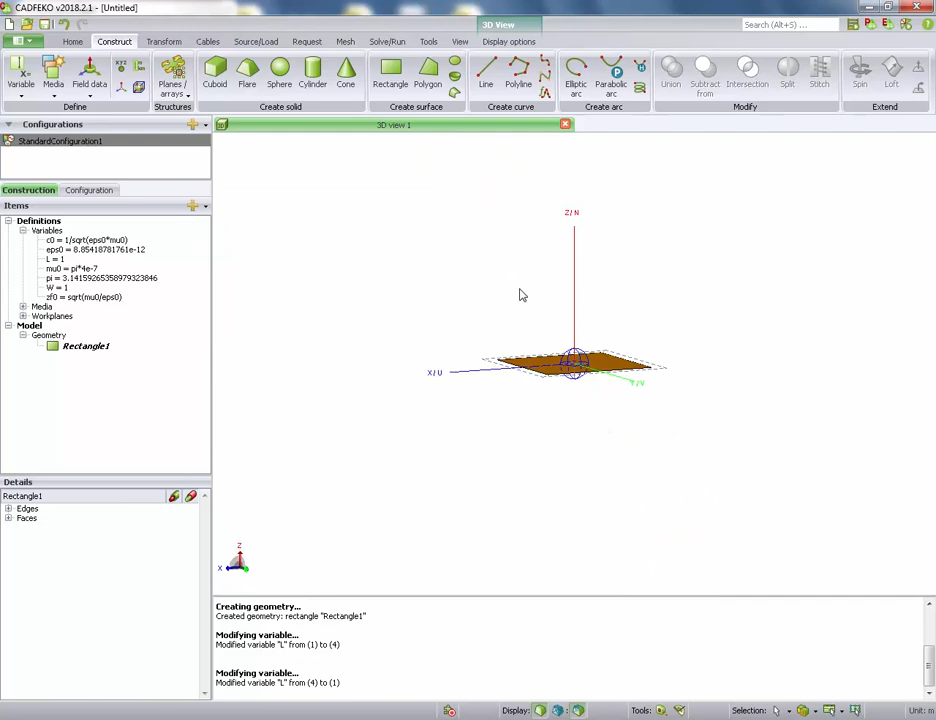 CADFEKO v2018.2.1 - [Untitled]
3D View
Search (Alt+S) . . .
Home Construct Transform Cables Source/Load Request Mesh Solve/Run Tools View Display options
Variable Media Field data Planes / arrays Cuboid Flare Sphere Cylinder Cone Rectangle Polygon Line Polyline Elliptic arc Parabolic arc Union Subtract from Intersection Split Stitch Spin Loft
Define Structures Create solid Create surface Create curve Create arc Modify Extend
Configurations
3D view 1
StandardConfiguration1
Construction Configuration
Items
Definitions
Variables
c0 = 1/sqrt(eps0*mu0)
eps0 = 8.85418781761e-12
L = 1
mu0 = pi*4e-7
pi = 3.14159265358979323846
W = 1
zf0 = sqrt(mu0/eps0)
Media
Workplanes
Model
Geometry
Rectangle1
Z/N
X/U
Y/V
Details
Rectangle1
Edges
Faces
Z
X
Creating geometry...
Created geometry: rectangle "Rectangle1"
Modifying variable...
Modified variable "L" from (1) to (4)
Modifying variable...
Modified variable "L" from (4) to (1)
Display: Tools: Selection: Unit: m